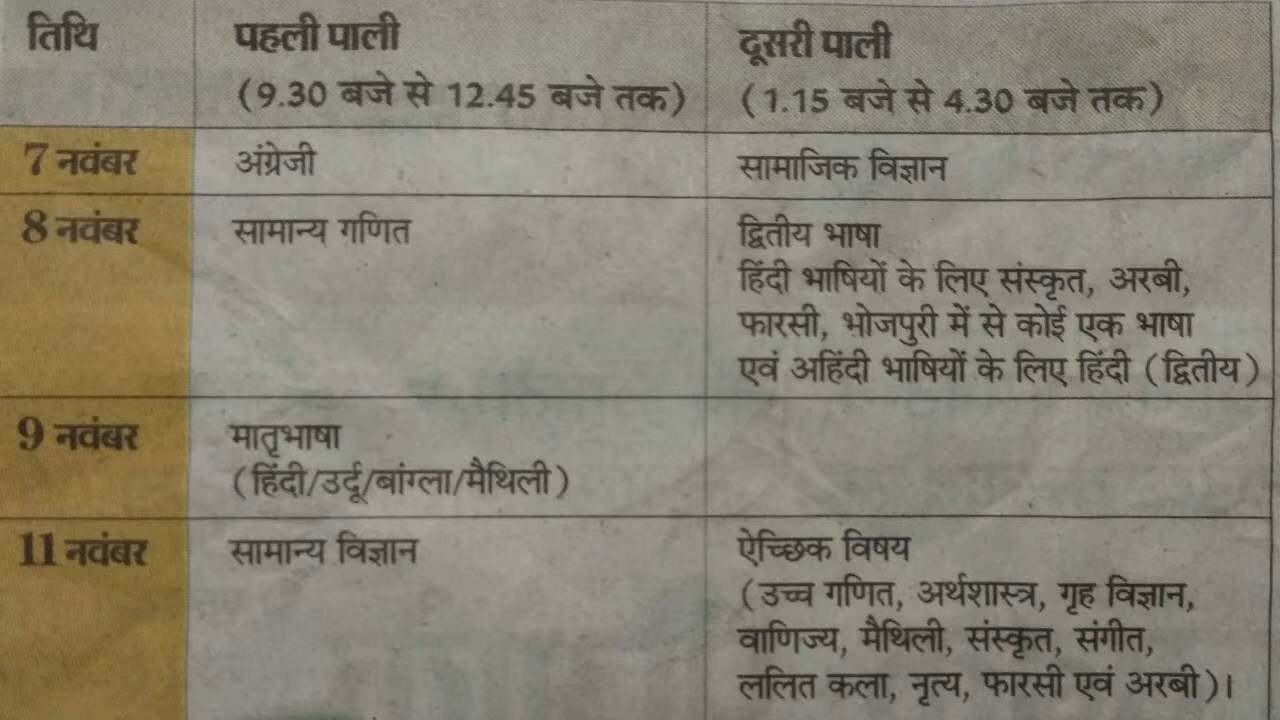 तिथि
पहली पाली
(9.30 बजे से 12.45 बजे तक)
दूसरी पाली
(1.15 बजे से 4.30 बजे तक)
7 नवंबर
अंग्रेजी
सामाजिक विज्ञान
8 नवंबर
सामान्य गणित
द्वितीय भाषा
हिंदी भाषियों के लिए संस्कृत, अरबी,
फारसी, भोजपुरी में से कोई एक भाषा
एवं अहिंदी भाषियों के लिए हिंदी (द्वितीय)
9 नवंबर
मातृभाषा
(हिंदी/उर्दू/बांग्ला/मैथिली)
11 नवंबर
सामान्य विज्ञान
ऐच्छिक विषय
(उच्च गणित, अर्थशास्त्र, गृह विज्ञान,
वाणिज्य, मैथिली, संस्कृत, संगीत,
ललित कला, नृत्य, फारसी एवं अरबी)।